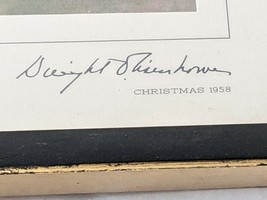 Dwight D. Eisenhower
CHRISTMAS 1958